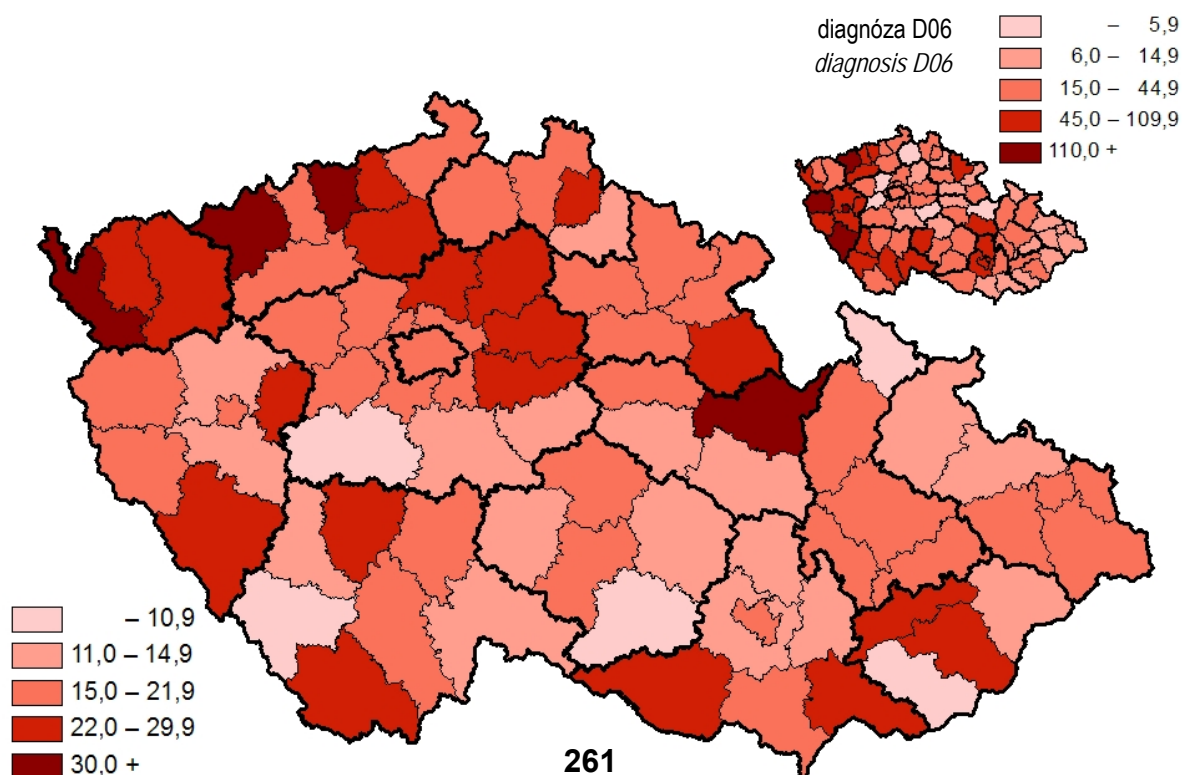 diagnóza D06
diagnosis D06
– 5,9
6,0 – 14,9
15,0 – 44,9
45,0 – 109,9
110,0 +
– 10,9
11,0 – 14,9
15,0 – 21,9
22,0 – 29,9
30,0 +
261